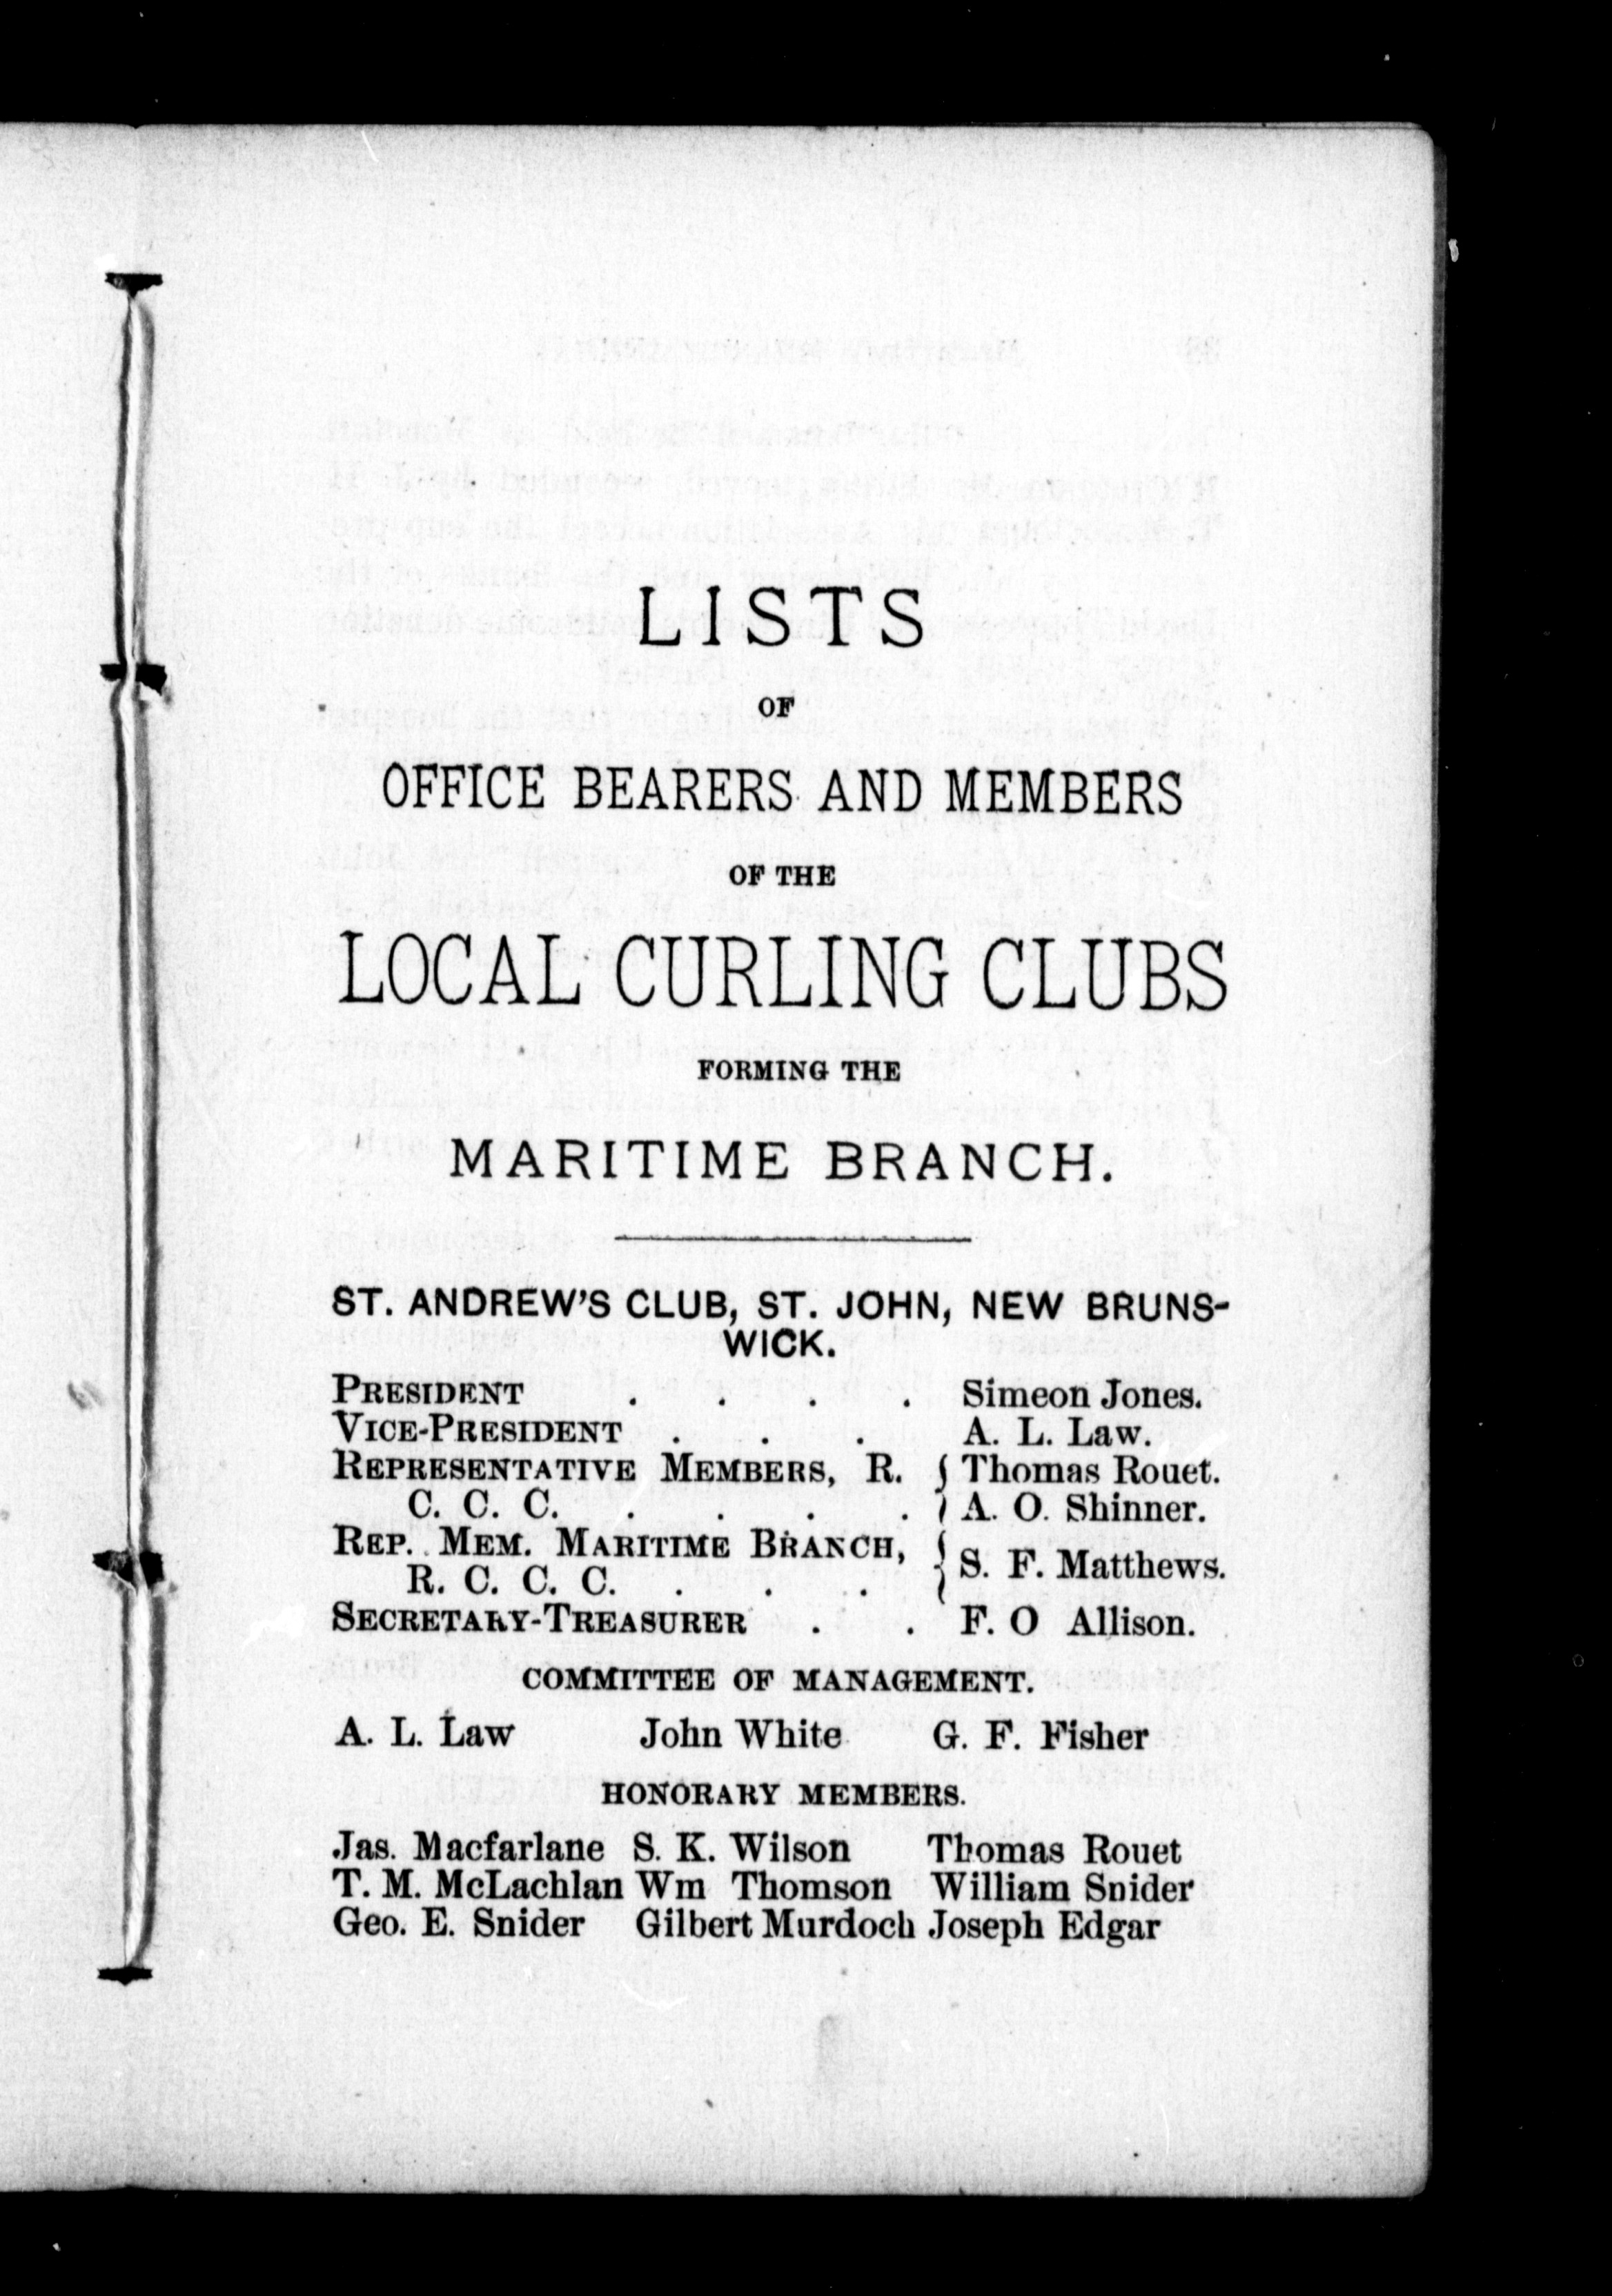 LISTS
OF
OFFICE BEARERS AND MEMBERS
OF THE
LOCAL CURLING CLUBS
FORMING THE
MARITIME BRANCH.
ST. ANDREW'S CLUB, ST. JOHN, NEW BRUNS-
WICK.
PRESIDENT . . . . Simeon Jones.
VICE-PRESIDENT . . . A. L. Law.
REPRESENTATIVE MEMBERS, R. { Thomas Rouet.
C. C. C. . . . . { A. O. Shinner.
REP. MEM. MARITIME BRANCH, { S. F. Matthews.
R. C. C. C. . . .
SECRETARY-TREASURER . . F. O Allison.
COMMITTEE OF MANAGEMENT.
A. L. Law John White G. F. Fisher
HONORARY MEMBERS.
Jas. Macfarlane S. K. Wilson Thomas Rouet
T. M. McLachlan Wm Thomson William Snider
Geo. E. Snider Gilbert Murdoch Joseph Edgar